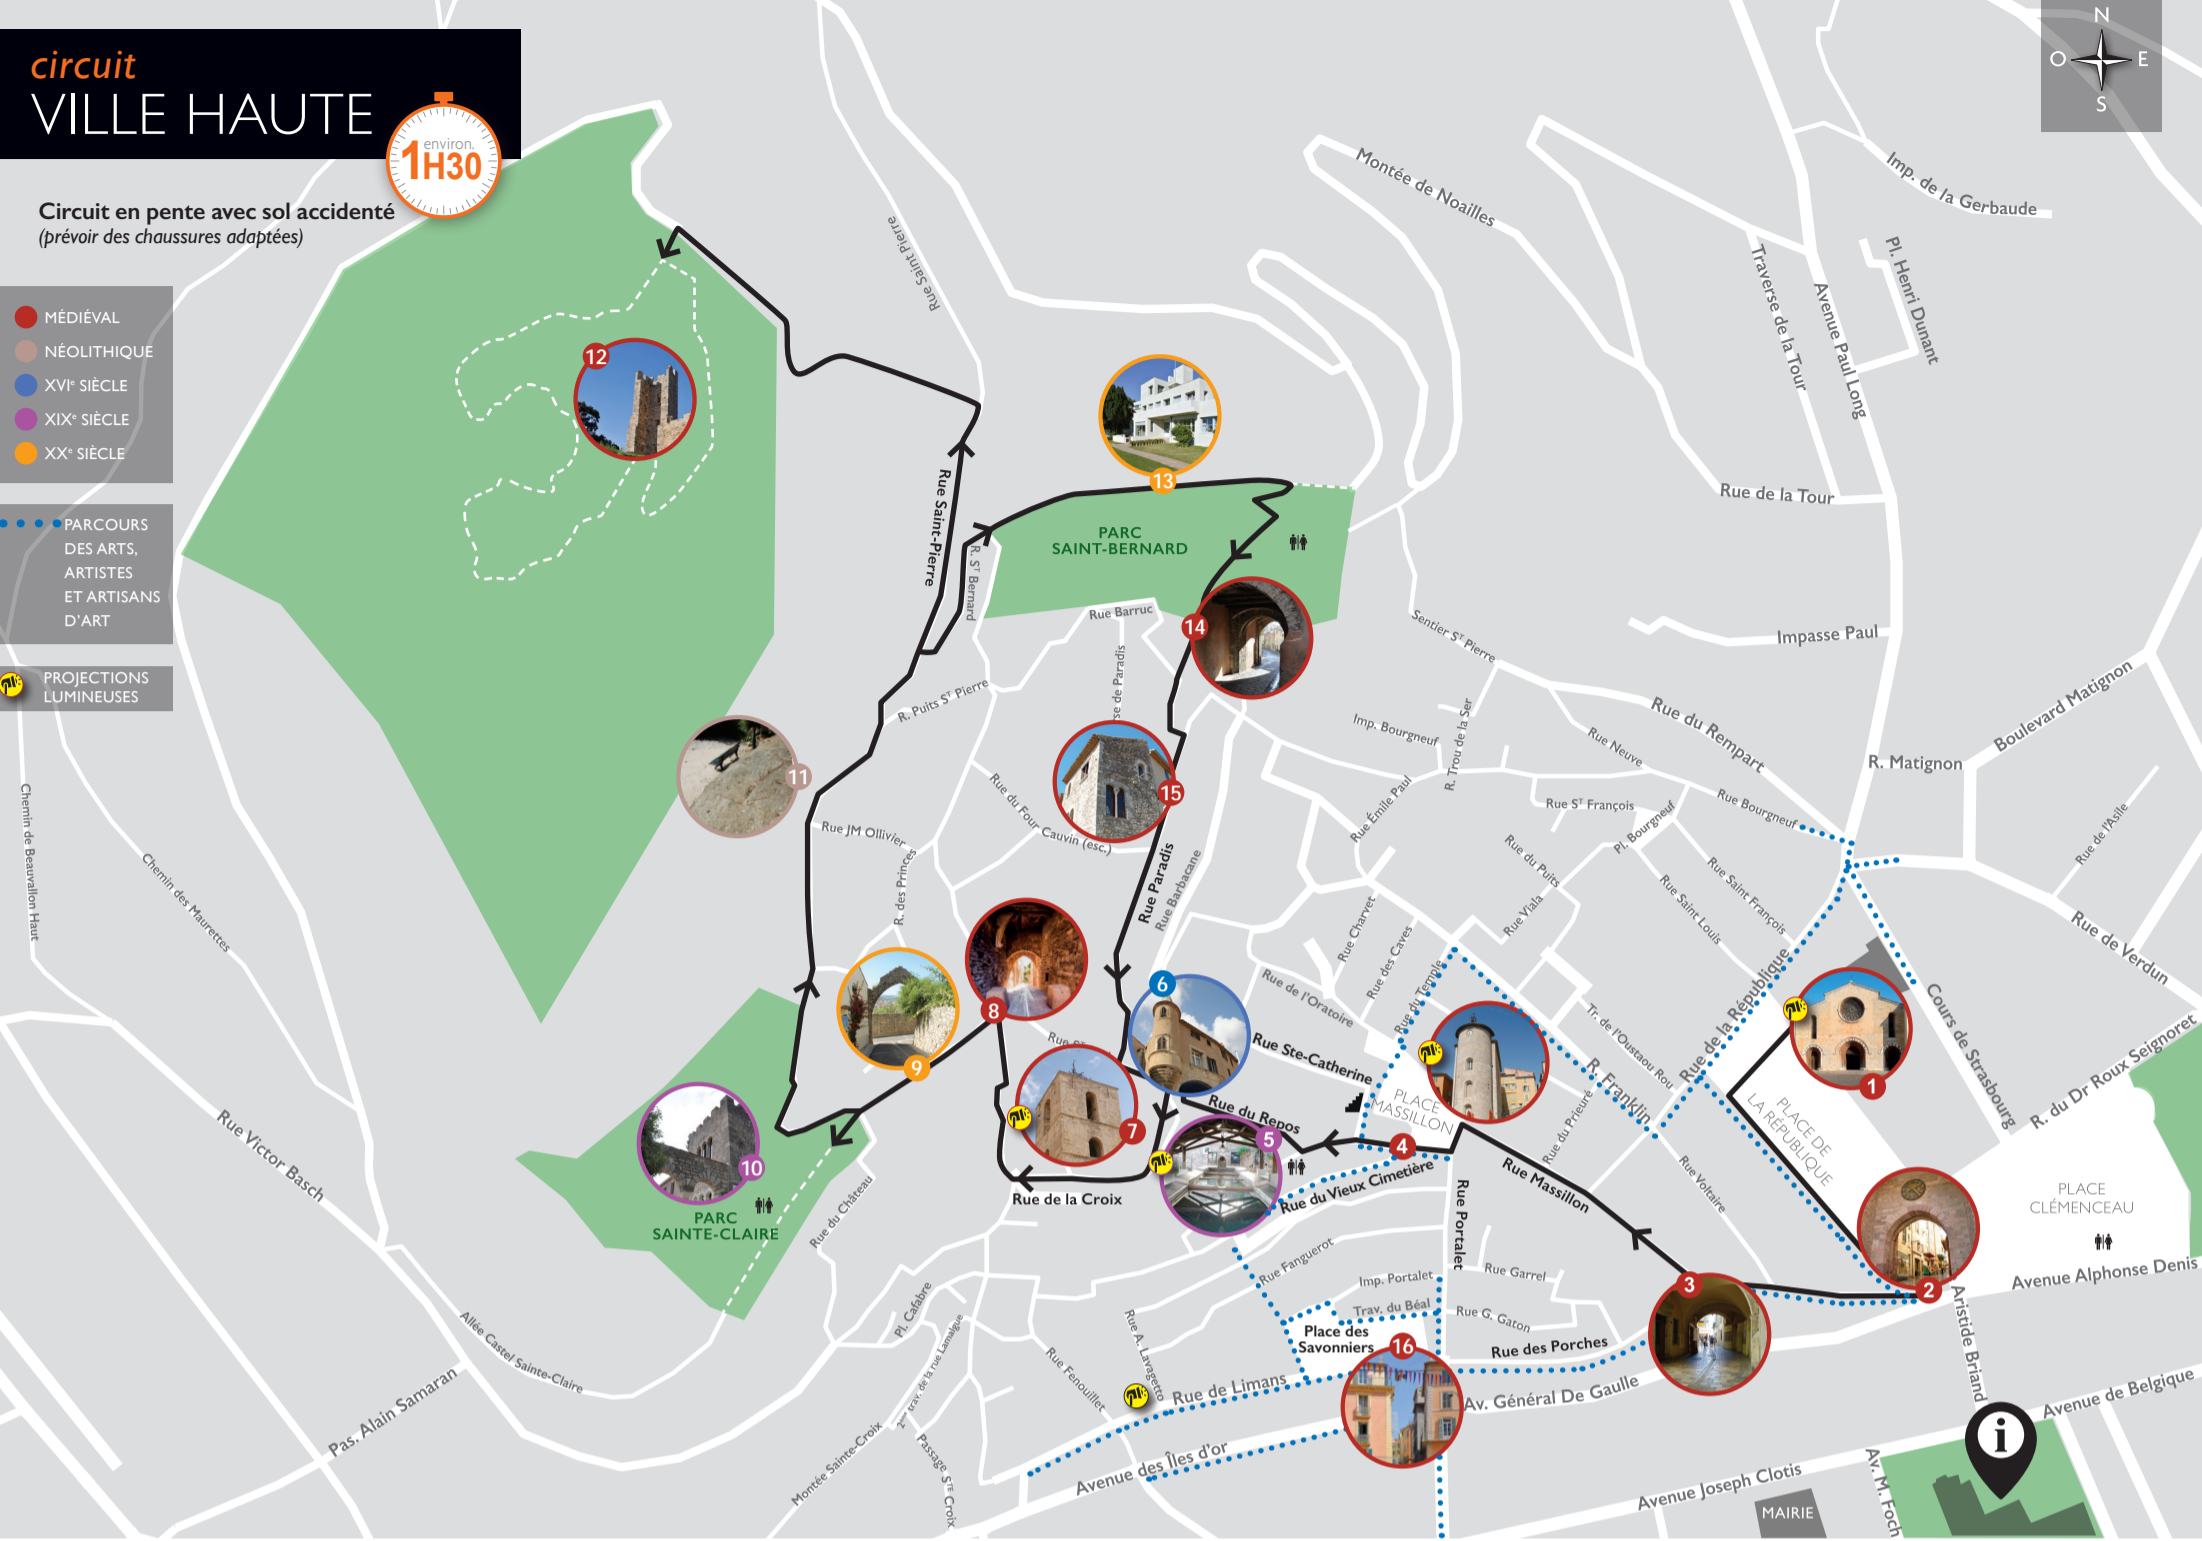 circuit
VILLE HAUTE
environ.
1H30
Circuit en pente avec sol accidenté
(prévoir des chaussures adaptées)
MÉDIÉVAL
NÉOLITHIQUE
XVIe SIÈCLE
XIXe SIÈCLE
XXe SIÈCLE
PARCOURS
DES ARTS,
ARTISTES
ET ARTISANS
D'ART
PROJECTIONS
LUMINEUSES
N
O
E
S
Montée de Noailles
Imp. de la Gerbaude
Pl. Henri Dunant
Traverse de la Tour
Avenue Paul Long
Rue Saint Pierre
12
13
Rue de la Tour
Rue Saint-Pierre
R. ST Bernard
PARC
SAINT-BERNARD
Rue Barruc
14
Sentier ST Pierre
Impasse Paul
Boulevard Matignon
R. Matignon
Rue du Rempart
Rue Neuve
R. Puits ST Pierre
se de Paradis
Imp. Bourgneuf
R. Trou de la Ser
11
15
Rue du Four Cauvin (esc.)
Rue JM Ollivier
R. des Princes
Rue Émile Paul
Rue ST François
Pl. Bourgneuf
Rue Bourgneuf
Rue de l'Asile
Chemin de Beauvallon Haut
Chemin des Maurettes
Rue Paradis
Rue Barbacane
Rue du Puits
Rue Viala
Rue Saint Louis
Rue Saint François
Rue Charvet
Rue des Caves
Rue du Temple
Rue de l'Oratoire
Rue de Verdun
Rue de la République
Cours de Strasbourg
R. du Dr Roux Seignoret
8
6
9
Rue Ste-Catherine
Tr. de l'Oustaou Rou
R. Franklin
1
PLACE
MASSILLON
PLACE DE
LA RÉPUBLIQUE
Rue du Repos
7
5
4
10
PARC
SAINTE-CLAIRE
Rue Victor Basch
Rue du Château
Rue de la Croix
Rue du Vieux Cimetière
Rue Massillon
Rue du Prieuré
Rue Voltaire
PLACE
CLÉMENCEAU
Rue Portalet
2
3
Avenue Alphonse Denis
Aristide Briand
Rue Fanguerot
Imp. Portalet
Rue Garrel
Trav. du Béal
Rue G. Gaton
Place des
Savonniers
16
Rue des Porches
Allée Castel Sainte-Claire
Pas. Alain Samaran
Pl. Cafabre
2ème trav. de la rue Lamalgue
Rue A. Lavagetto
Rue Fenouillet
Rue de Limans
Av. Général De Gaulle
Avenue de Belgique
Montée Sainte-Croix
Passage STE Croix
Avenue des Îles d'or
Avenue Joseph Clotis
MAIRIE
Av. M. Foch
i